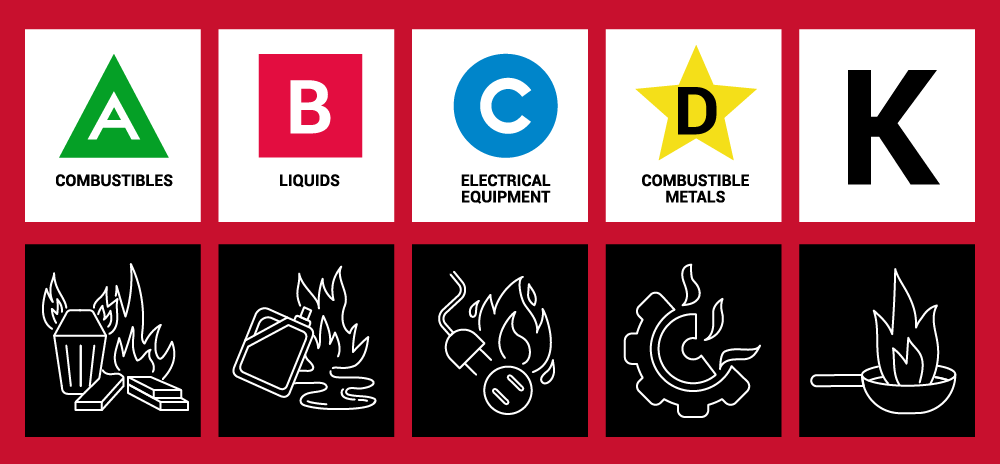 A
COMBUSTIBLES
B
LIQUIDS
C
ELECTRICAL
EQUIPMENT
D
COMBUSTIBLE
METALS
K